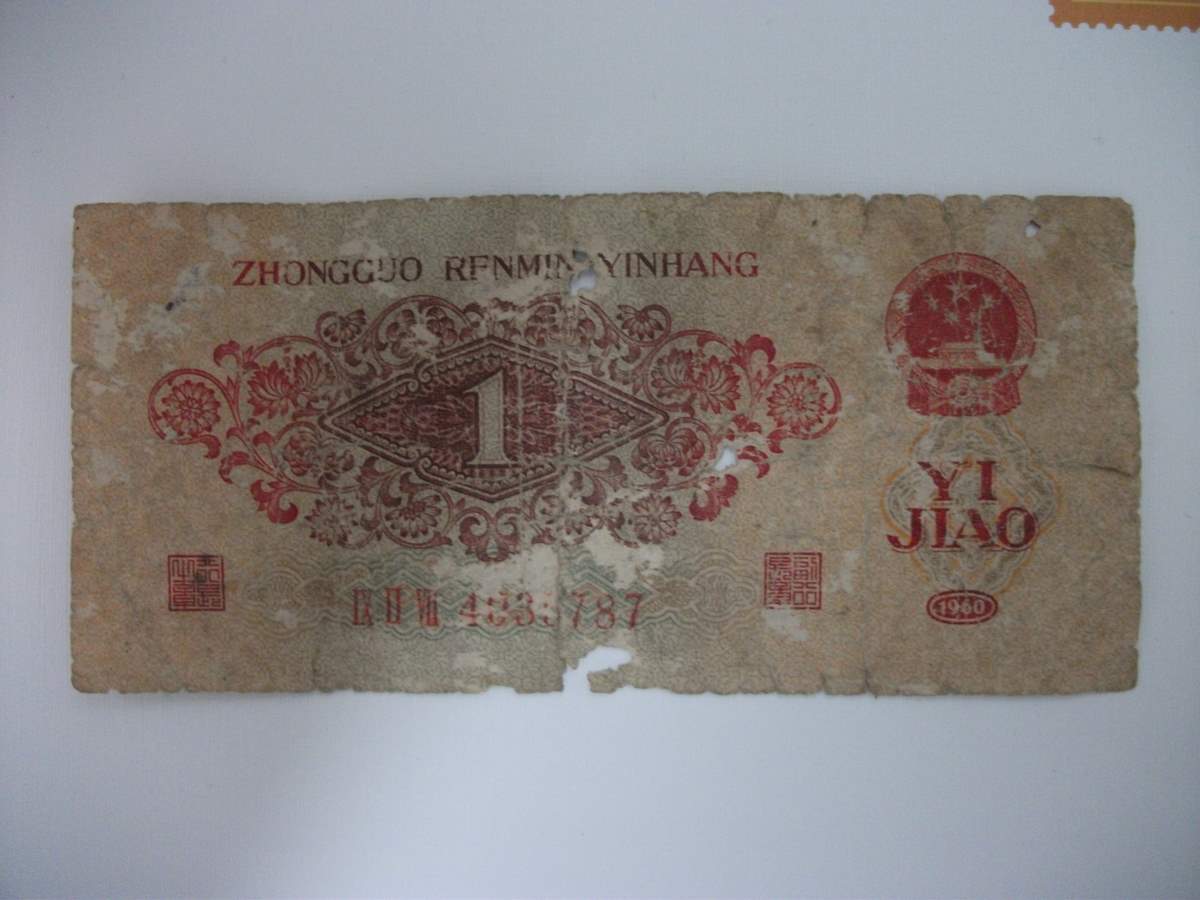 ZHONGGUO RENMIN YINHANG
1
YI
JIAO
1960